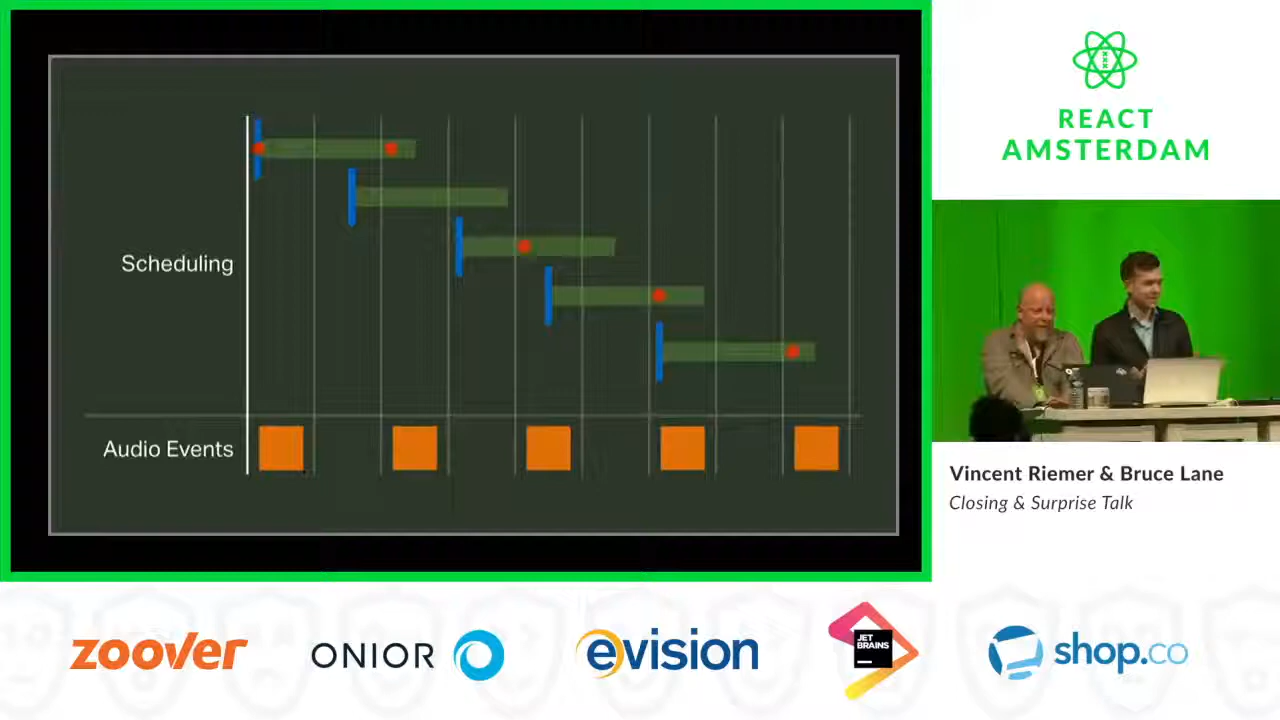 Scheduling
Audio Events
REACT
AMSTERDAM
Vincent Riemer & Bruce Lane
Closing & Surprise Talk
zoover
ONIOR
evision
JET
BRAINS
shop.co